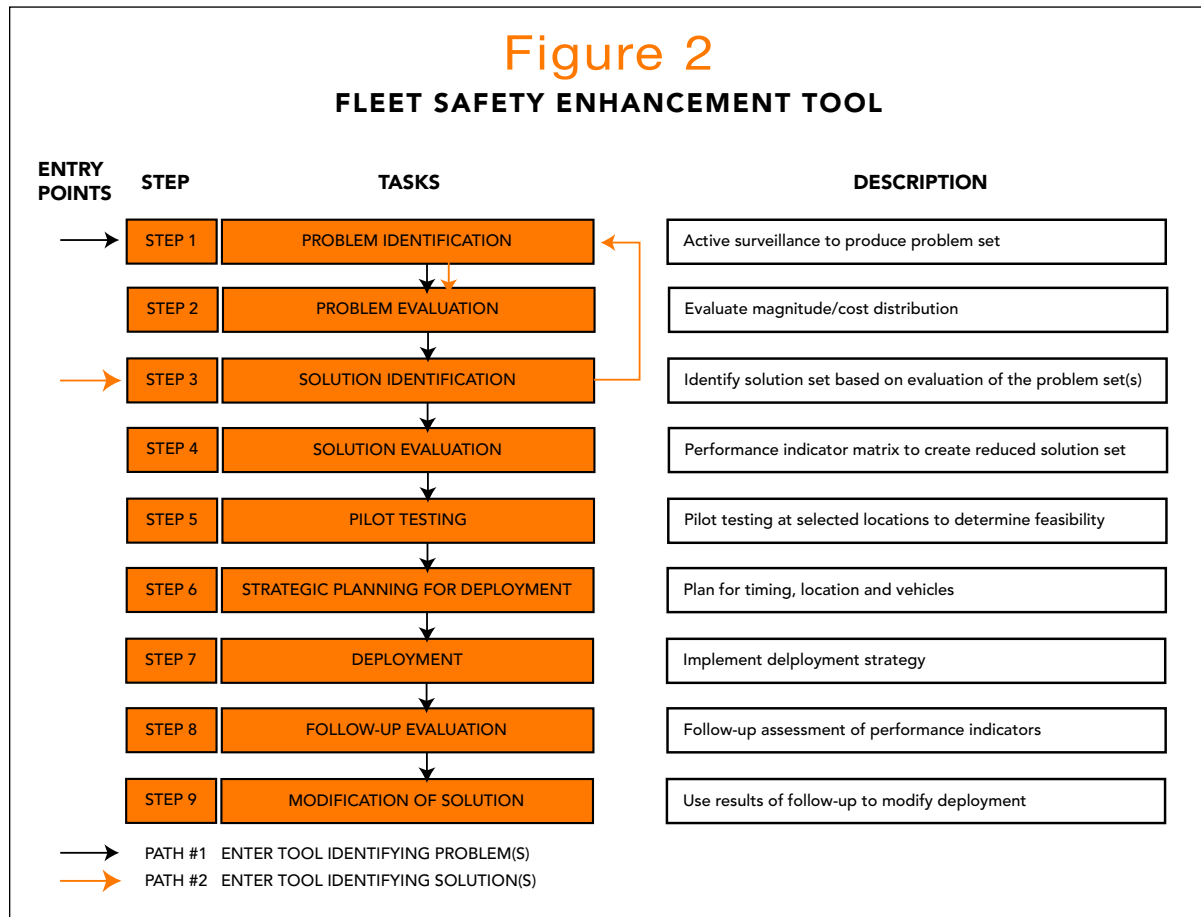 Figure 2
FLEET SAFETY ENHANCEMENT TOOL
ENTRY
POINTS
STEP
TASKS
DESCRIPTION
STEP 1
PROBLEM IDENTIFICATION
Active surveillance to produce problem set
STEP 2
PROBLEM EVALUATION
Evaluate magnitude/cost distribution
STEP 3
SOLUTION IDENTIFICATION
Identify solution set based on evaluation of the problem set(s)
STEP 4
SOLUTION EVALUATION
Performance indicator matrix to create reduced solution set
STEP 5
PILOT TESTING
Pilot testing at selected locations to determine feasibility
STEP 6
STRATEGIC PLANNING FOR DEPLOYMENT
Plan for timing, location and vehicles
STEP 7
DEPLOYMENT
Implement delployment strategy
STEP 8
FOLLOW-UP EVALUATION
Follow-up assessment of performance indicators
STEP 9
MODIFICATION OF SOLUTION
Use results of follow-up to modify deployment
PATH #1 ENTER TOOL IDENTIFYING PROBLEM(S)
PATH #2 ENTER TOOL IDENTIFYING SOLUTION(S)